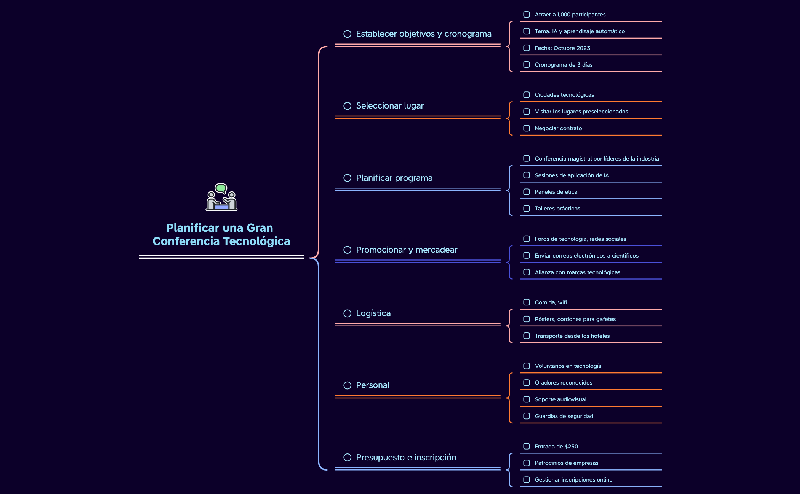 Planificar una Gran
Conferencia Tecnológica
Establecer objetivos y cronograma
Atraer a 1,000 participantes
Tema: IA y aprendizaje automático
Fecha: Octubre 2023
Cronograma de 3 días
Seleccionar lugar
Ciudades tecnológicas
Visitar los lugares preseleccionados
Negociar contrato
Planificar programa
Conferencia magistral por líderes de la industria
Sesiones de aplicación de IA
Paneles de ética
Talleres prácticos
Promocionar y mercadear
Foros de tecnología, redes sociales
Enviar correos electrónicos a científicos
Alianza con marcas tecnológicas
Logística
Comida, wifi
Pósters, cordones para gafetes
Transporte desde los hoteles
Personal
Voluntarios en tecnología
Oradores reconocidos
Soporte audiovisual
Guardias de seguridad
Presupuesto e inscripción
Entrada de $250
Patrocinios de empresas
Gestionar inscripciones online